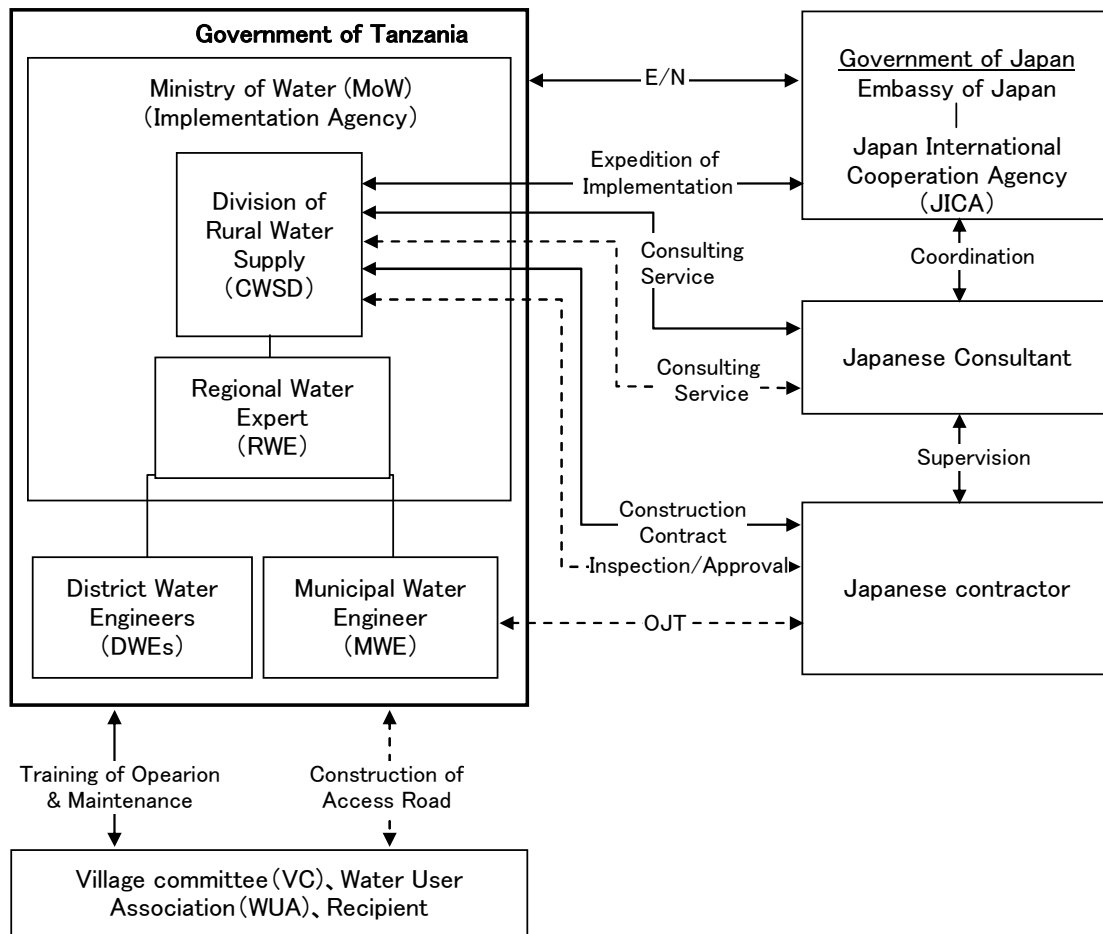 Government of Tanzania
Ministry of Water (MoW)
(Implementation Agency)
Division of
Rural Water
Supply
(CWSD)
Regional Water
Expert
(RWE)
District Water
Engineers
(DWEs)
Municipal Water
Engineer
(MWE)
E/N
Expedition of
Implementation
Consulting
Service
Consulting
Service
Construction
Contract
Inspection/Approval
OJT
Government of Japan
Embassy of Japan
Japan International
Cooperation Agency
(JICA)
Coordination
Japanese Consultant
Supervision
Japanese contractor
Training of Opearion
& Maintenance
Construction of
Access Road
Village committee(VC)、Water User
Association(WUA)、Recipient